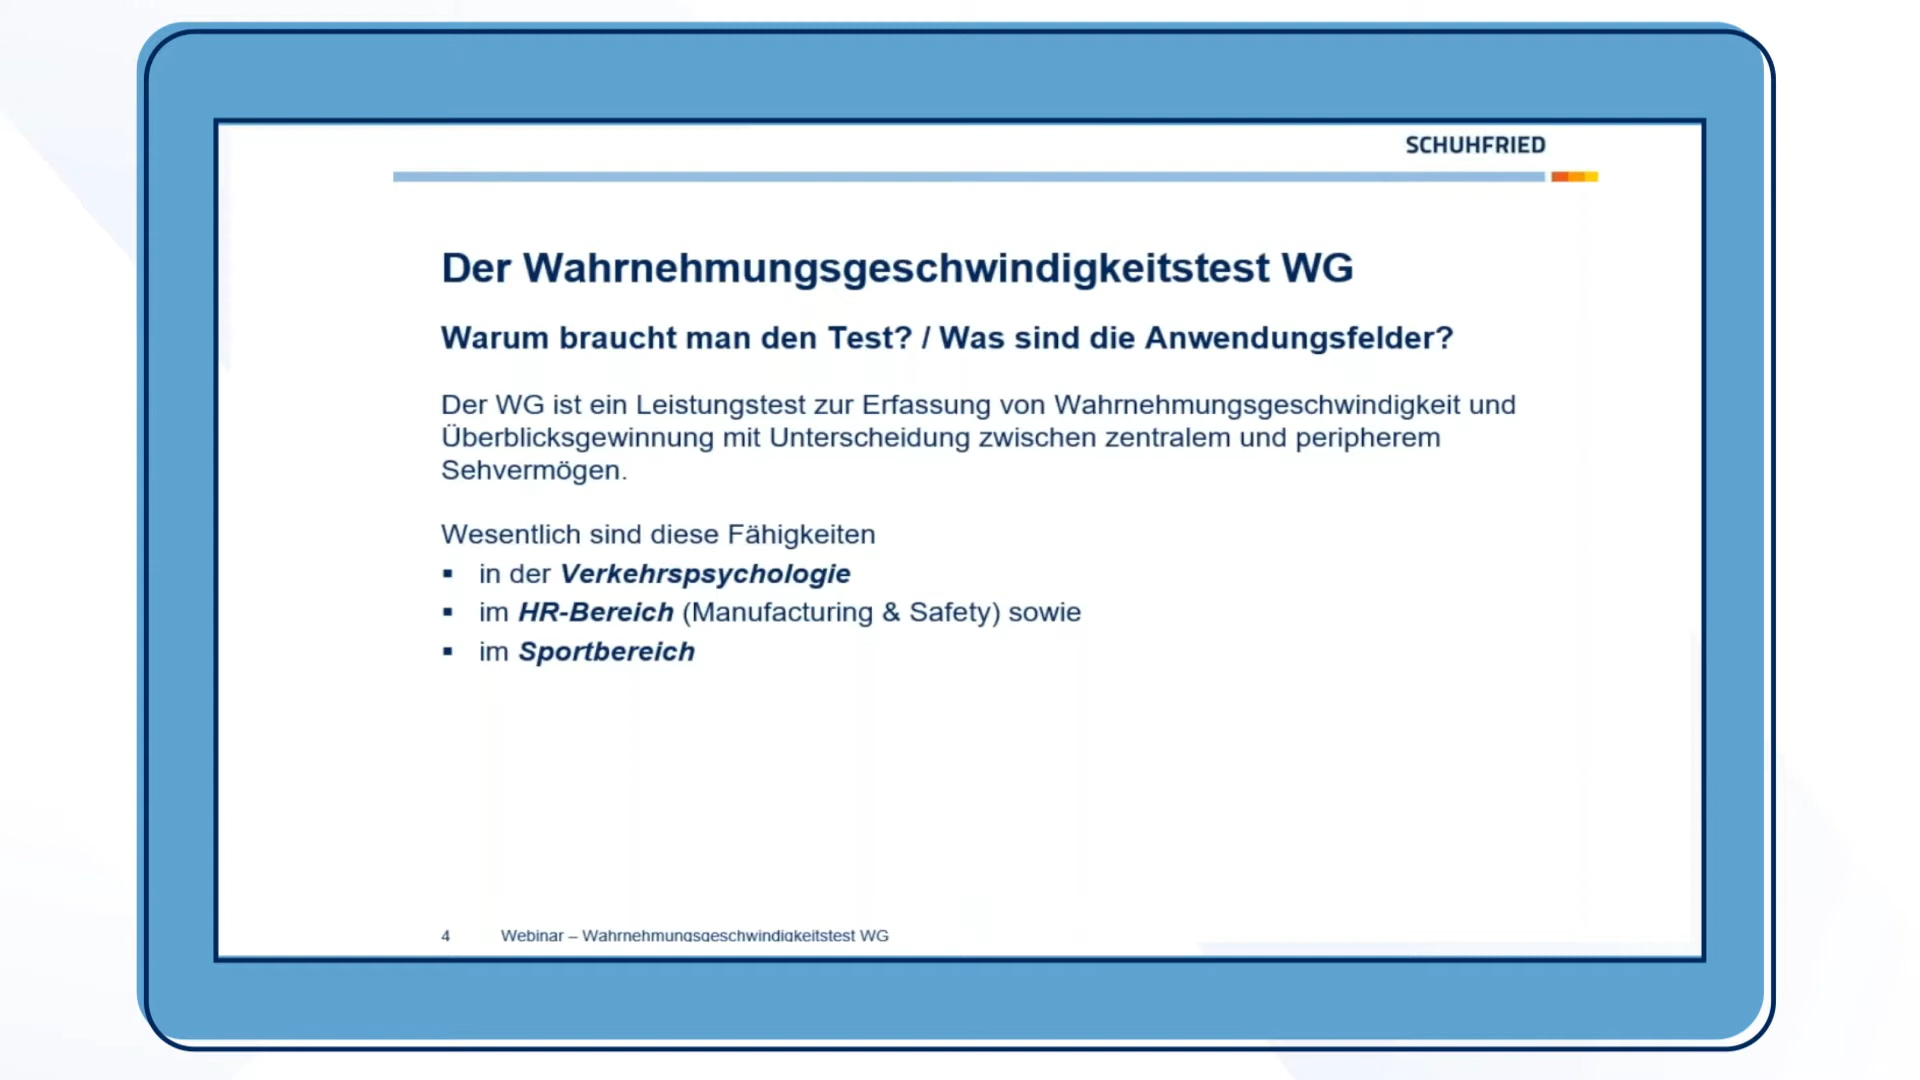 SCHUHFRIED
Der Wahrnehmungsgeschwindigkeitstest WG
Warum braucht man den Test? / Was sind die Anwendungsfelder?
Der WG ist ein Leistungstest zur Erfassung von Wahrnehmungsgeschwindigkeit und
Überblicksgewinnung mit Unterscheidung zwischen zentralem und peripherem
Sehvermögen.
Wesentlich sind diese Fähigkeiten
▪ in der Verkehrspsychologie
▪ im HR-Bereich (Manufacturing & Safety) sowie
▪ im Sportbereich
4 Webinar – Wahrnehmungsgeschwindigkeitstest WG